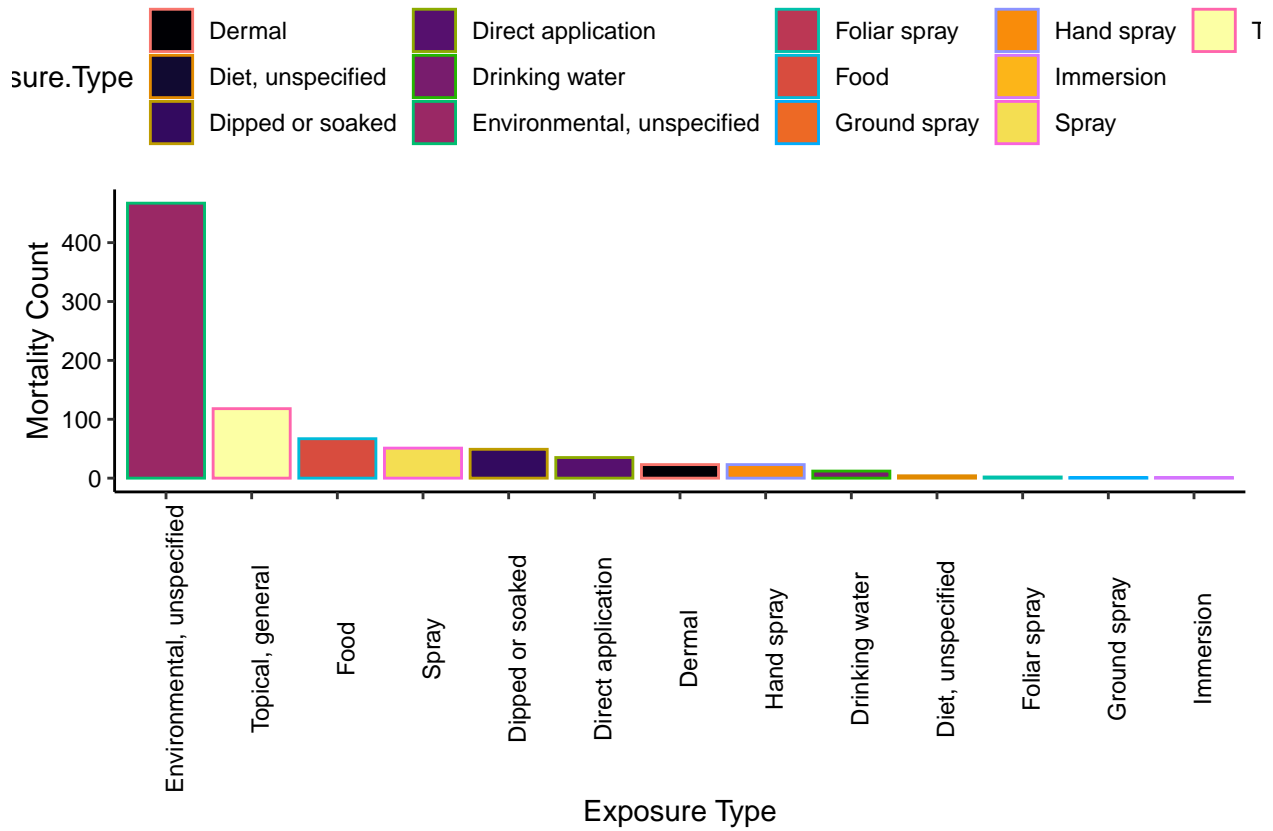 sure.Type
Dermal
Diet, unspecified
Dipped or soaked
Direct application
Drinking water
Environmental, unspecified
Foliar spray
Food
Ground spray
Hand spray
Immersion
Spray
T
Mortality Count
400
300
200
100
0
Environmental, unspecified
Topical, general
Food
Spray
Dipped or soaked
Direct application
Dermal
Hand spray
Drinking water
Diet, unspecified
Foliar spray
Ground spray
Immersion
Exposure Type